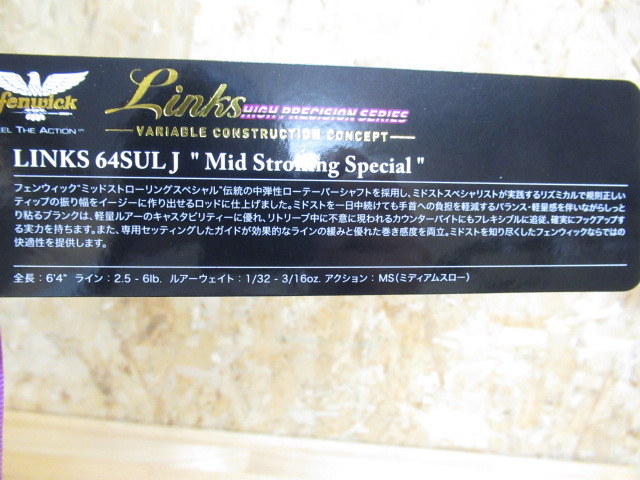 fenwick
EEL THE ACTION
Links HIGH PRECISION SERIES
VARIABLE CONSTRUCTION CONCEPT
LINKS 64SUL J "Mid Strolling Special"
フェンウィック"ミッドストローリングスペシャル"伝統の中弾性ローテーパーシャフトを採用し、ミドストスペシャリストが実践するリズミカルで規則正しい
ティップの振り幅をイージーに作り出せるロッドに仕上げました。ミドストを一日中続けても手首への負担を軽減するバランス・軽量感を伴いながらしっと
り粘るブランクは、軽量ルアーのキャスタビリティーに優れ、リトリーブ中に不意に現われるカウンターバイトにもフレキシブルに追従、確実にフックアップす
る実力を持ちます。また、専用セッティングしたガイドが効果的なラインの緩みと優れた巻き感度を両立。ミドストを知り尽くしたフェンウィックならではの
快適性を提供します。
全長：6'4" ライン：2.5 - 6lb. ルアーウェイト：1/32 - 3/16oz. アクション：MS(ミディアムスロー)